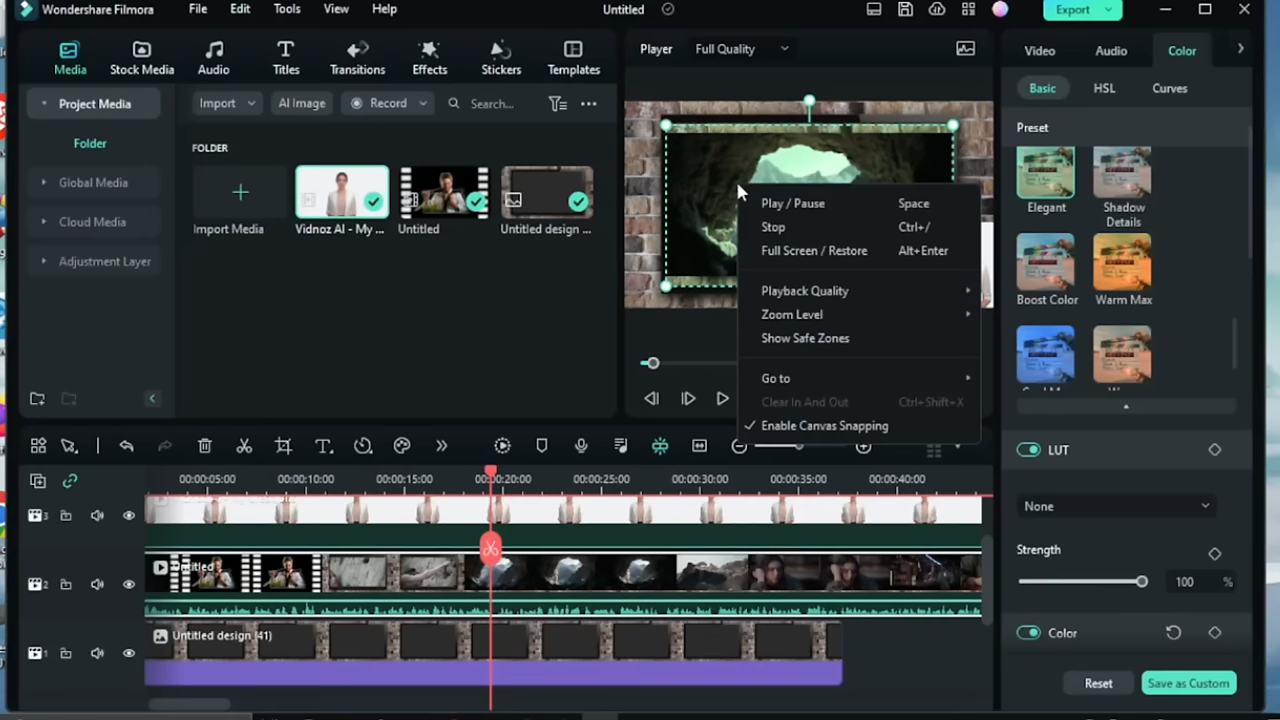 Wondershare Filmora
File
Edit
Tools
View
Help
Untitled
Export
Media
Stock Media
Audio
Titles
Transitions
Effects
Stickers
Templates
Project Media
Folder
Global Media
Cloud Media
Adjustment Layer
Import
AI Image
Record
Search...
FOLDER
Import Media
Vidnoz AI - My ...
Untitled
Untitled design ...
Player
Full Quality
Play / Pause Space
Stop Ctrl+/
Full Screen / Restore Alt+Enter
Playback Quality
Zoom Level
Show Safe Zones
Go to
Clear In And Out Ctrl+Shift+X
Enable Canvas Snapping
Video
Audio
Color
Basic
HSL
Curves
Preset
Elegant
Shadow
Details
Boost Color
Warm Max
LUT
None
Strength
100 %
Color
Reset
Save as Custom
00:00:05:00
00:00:10:00
00:00:15:00
00:00:20:00
00:00:25:00
00:00:30:00
00:00:35:00
00:00:40:00
3
2
Untitled
1
Untitled design (41)